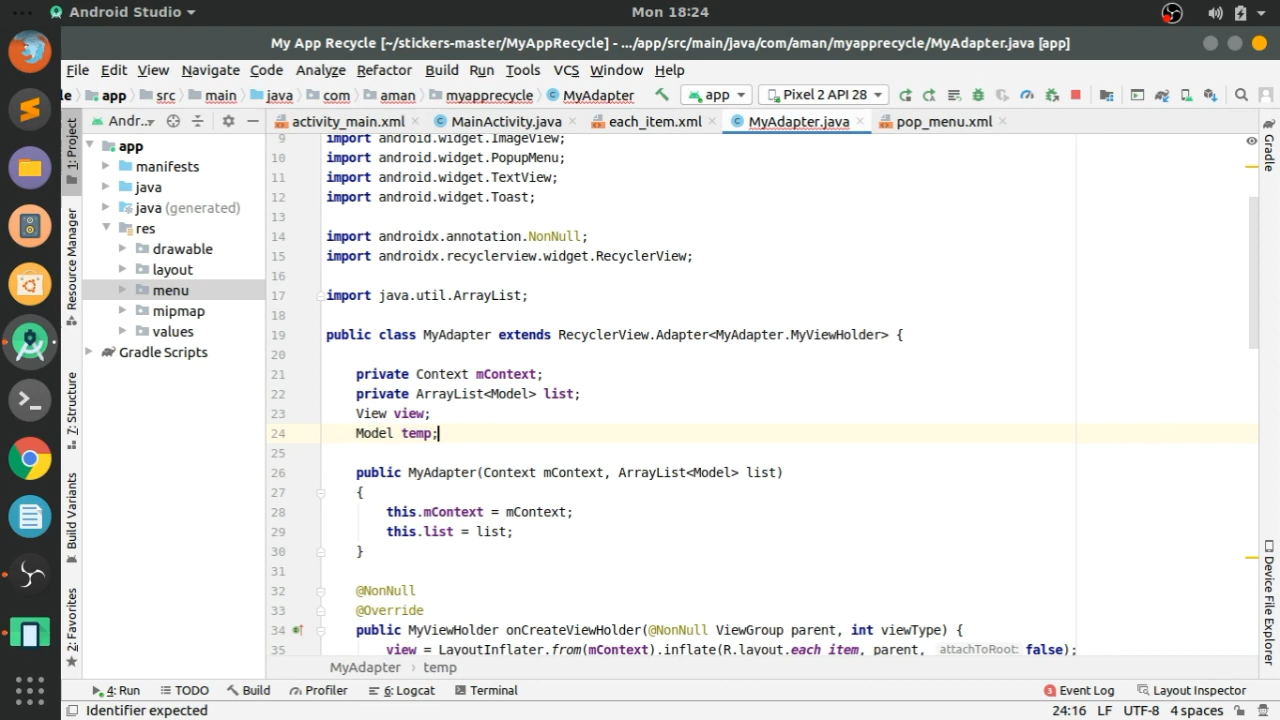 Android Studio
Mon 18:24
My App Recycle [~/stickers-master/MyAppRecycle] - .../app/src/main/java/com/aman/myapprecycle/MyAdapter.java [app]
File Edit View Navigate Code Analyze Refactor Build Run Tools VCS Window Help
le app src main java com aman myapprecycle MyAdapter app Pixel 2 API 28
Andr.. activity_main.xml MainActivity.java each_item.xml MyAdapter.java pop_menu.xml
1: Project
Resource Manager
7: Structure
Build Variants
2: Favorites
app
manifests
java
java (generated)
res
drawable
layout
menu
mipmap
values
Gradle Scripts
9 import android.widget.ImageView;
10 import android.widget.PopupMenu;
11 import android.widget.TextView;
12 import android.widget.Toast;
13
14 import androidx.annotation.NonNull;
15 import androidx.recyclerview.widget.RecyclerView;
16
17 import java.util.ArrayList;
18
19 public class MyAdapter extends RecyclerView.Adapter<MyAdapter.MyViewHolder> {
20
21 private Context mContext;
22 private ArrayList<Model> list;
23 View view;
24 Model temp;
25
26 public MyAdapter(Context mContext, ArrayList<Model> list)
27 {
28 this.mContext = mContext;
29 this.list = list;
30 }
31
32 @NonNull
33 @Override
34 public MyViewHolder onCreateViewHolder(@NonNull ViewGroup parent, int viewType) {
35 view = LayoutInflater.from(mContext).inflate(R.layout.each_item, parent, attachToRoot: false);
MyAdapter temp
Gradle
Device File Explorer
4: Run TODO Build Profiler 6: Logcat Terminal 3 Event Log Layout Inspector
Identifier expected 24:16 LF UTF-8 4 spaces